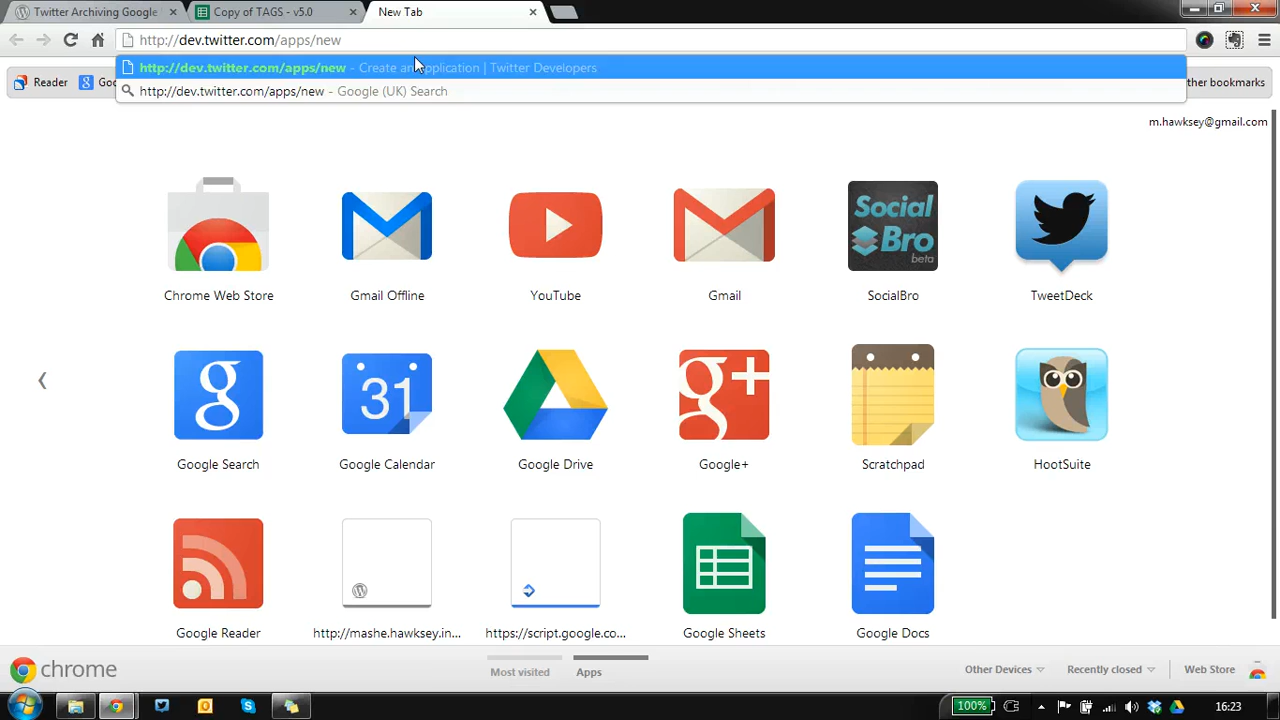 Twitter Archiving Google
Copy of TAGS - v5.0
New Tab
http://dev.twitter.com/apps/new
http://dev.twitter.com/apps/new - Create an Application | Twitter Developers
http://dev.twitter.com/apps/new - Google (UK) Search
Reader
Goo
ther bookmarks
m.hawksey@gmail.com
31
Social Bro beta
g
g+
Chrome Web Store
Gmail Offline
YouTube
Gmail
SocialBro
TweetDeck
Google Search
Google Calendar
Google Drive
Google+
Scratchpad
HootSuite
Google Reader
http://mashe.hawksey.in...
https://script.google.co...
Google Sheets
Google Docs
chrome
Most visited
Apps
Other Devices
Recently closed
Web Store
100%
16:23